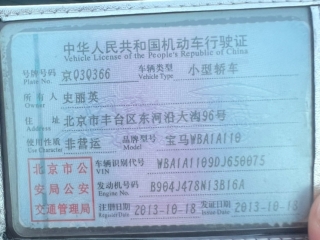 中华人民共和国机动车行驶证
Vehicle License of the People's Republic of China
号牌号码 京Q3Q366 车辆类型 小型轿车
Plate No. Vehicle Type
所有人 史丽英
Owner
住址 北京市丰台区东河沿大沟96号
Address
使用性质 非营运 品牌型号 宝马WBA1A110
Use Character Model
北京市公 车辆识别代号 WBA1A1109DJ650075
VIN
安局公安 发动机号码 B904J478N13B16A
Engine No.
交通管理局 注册日期 2013-10-18 发证日期 2013-10-18
Register Date Issue Date